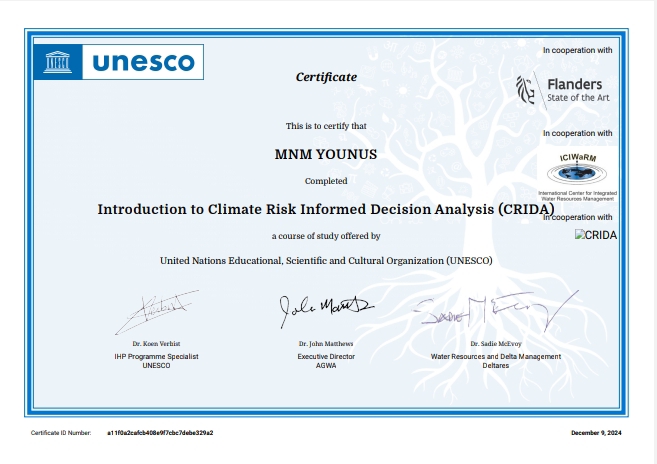 unesco
In cooperation with
Certificate
Flanders
State of the Art
This is to certify that
In cooperation with
MNM YOUNUS
ICIWaRM
Completed
International Center for Integrated
Water Resources Management
Introduction to Climate Risk Informed Decision Analysis (CRIDA)
In cooperation with
a course of study offered by
CRIDA
United Nations Educational, Scientific and Cultural Organization (UNESCO)
Dr. Koen Verbist
IHP Programme Specialist
UNESCO
Dr. John Matthews
Executive Director
AGWA
Dr. Sadie McEvoy
Water Resources and Delta Management
Deltares
Certificate ID Number: a11f0a2cafcb408e9f7cbc7debe329a2
December 9, 2024